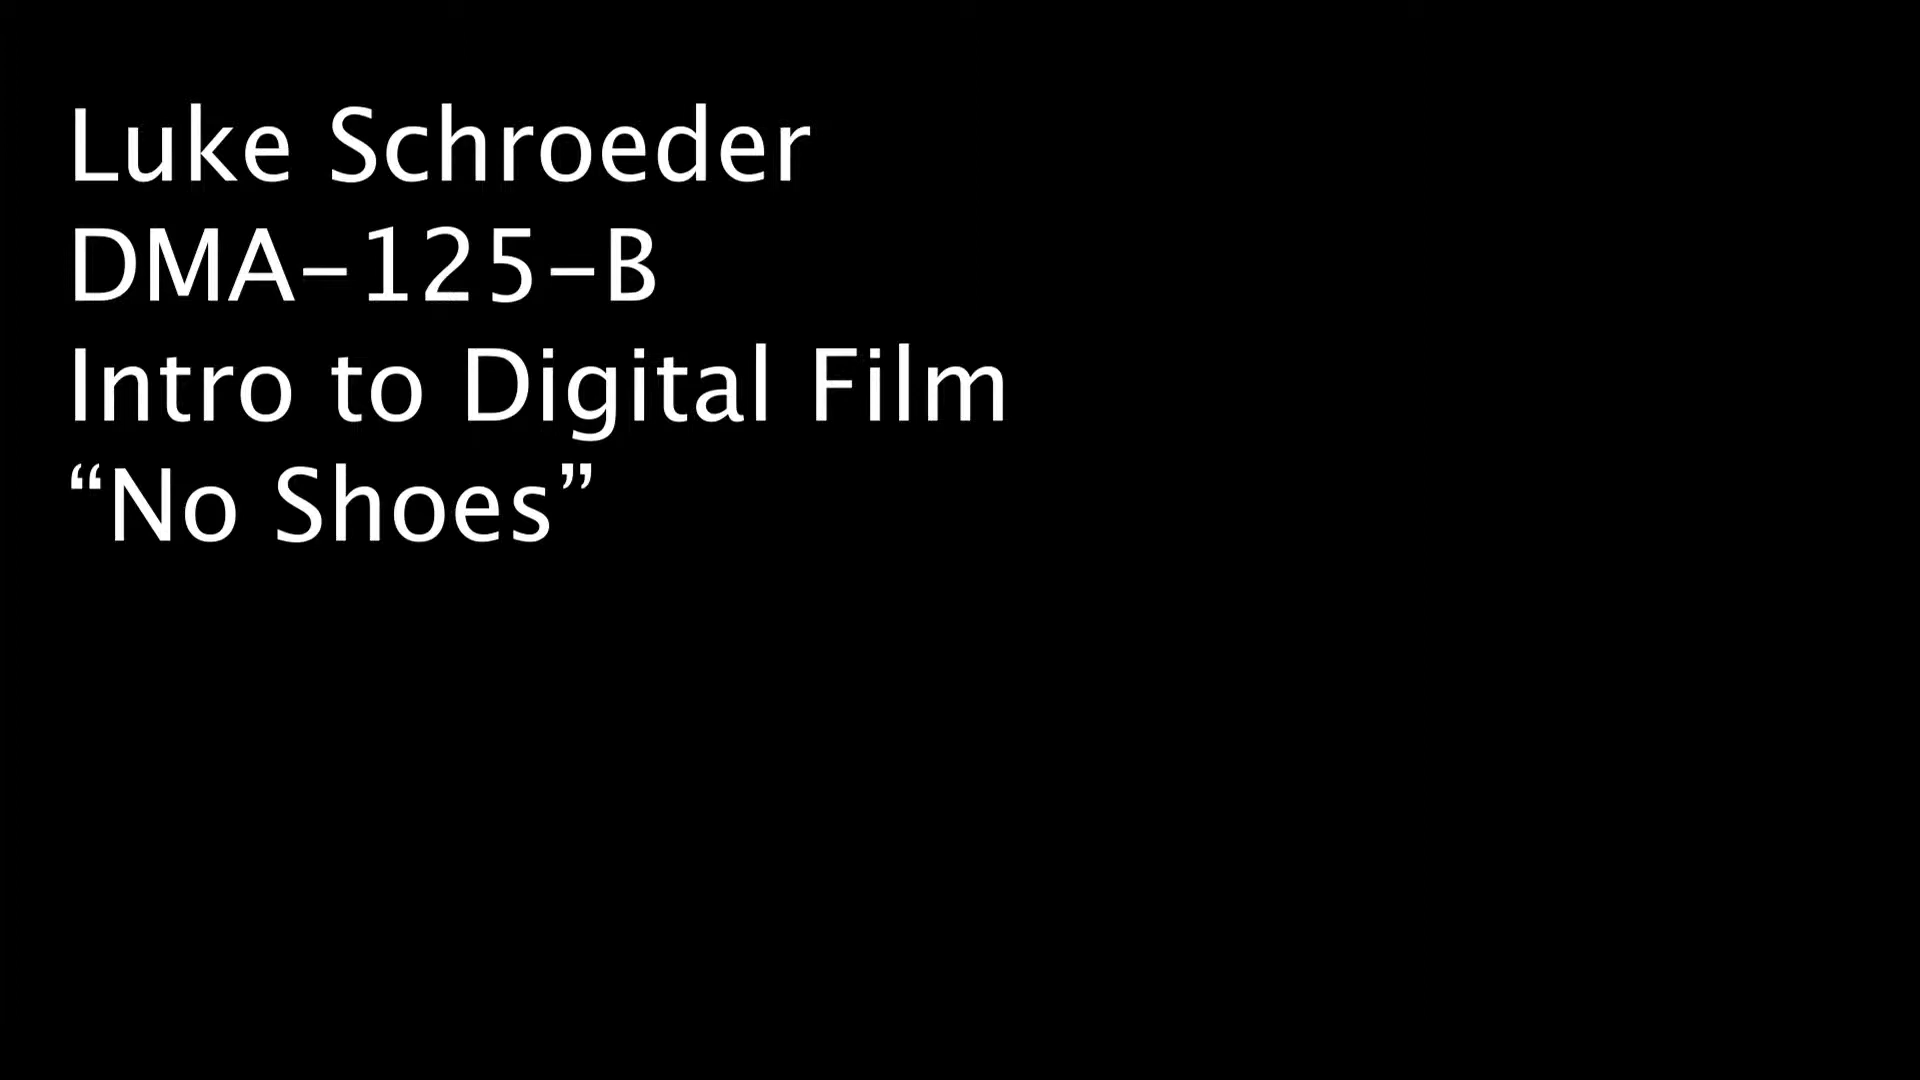 Luke Schroeder
DMA-125-B
Intro to Digital Film
“No Shoes”